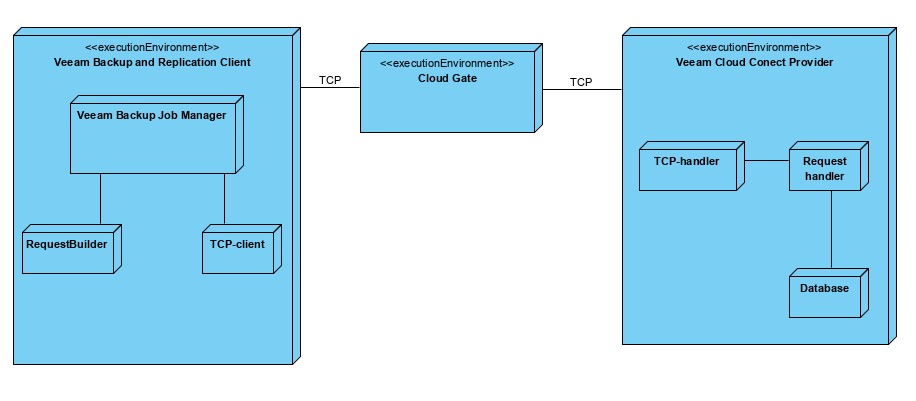 <<executionEnvironment>>
Veeam Backup and Replication Client
Veeam Backup Job Manager
RequestBuilder
TCP-client
TCP
<<executionEnvironment>>
Cloud Gate
TCP
<<executionEnvironment>>
Veeam Cloud Conect Provider
TCP-handler
Request
handler
Database